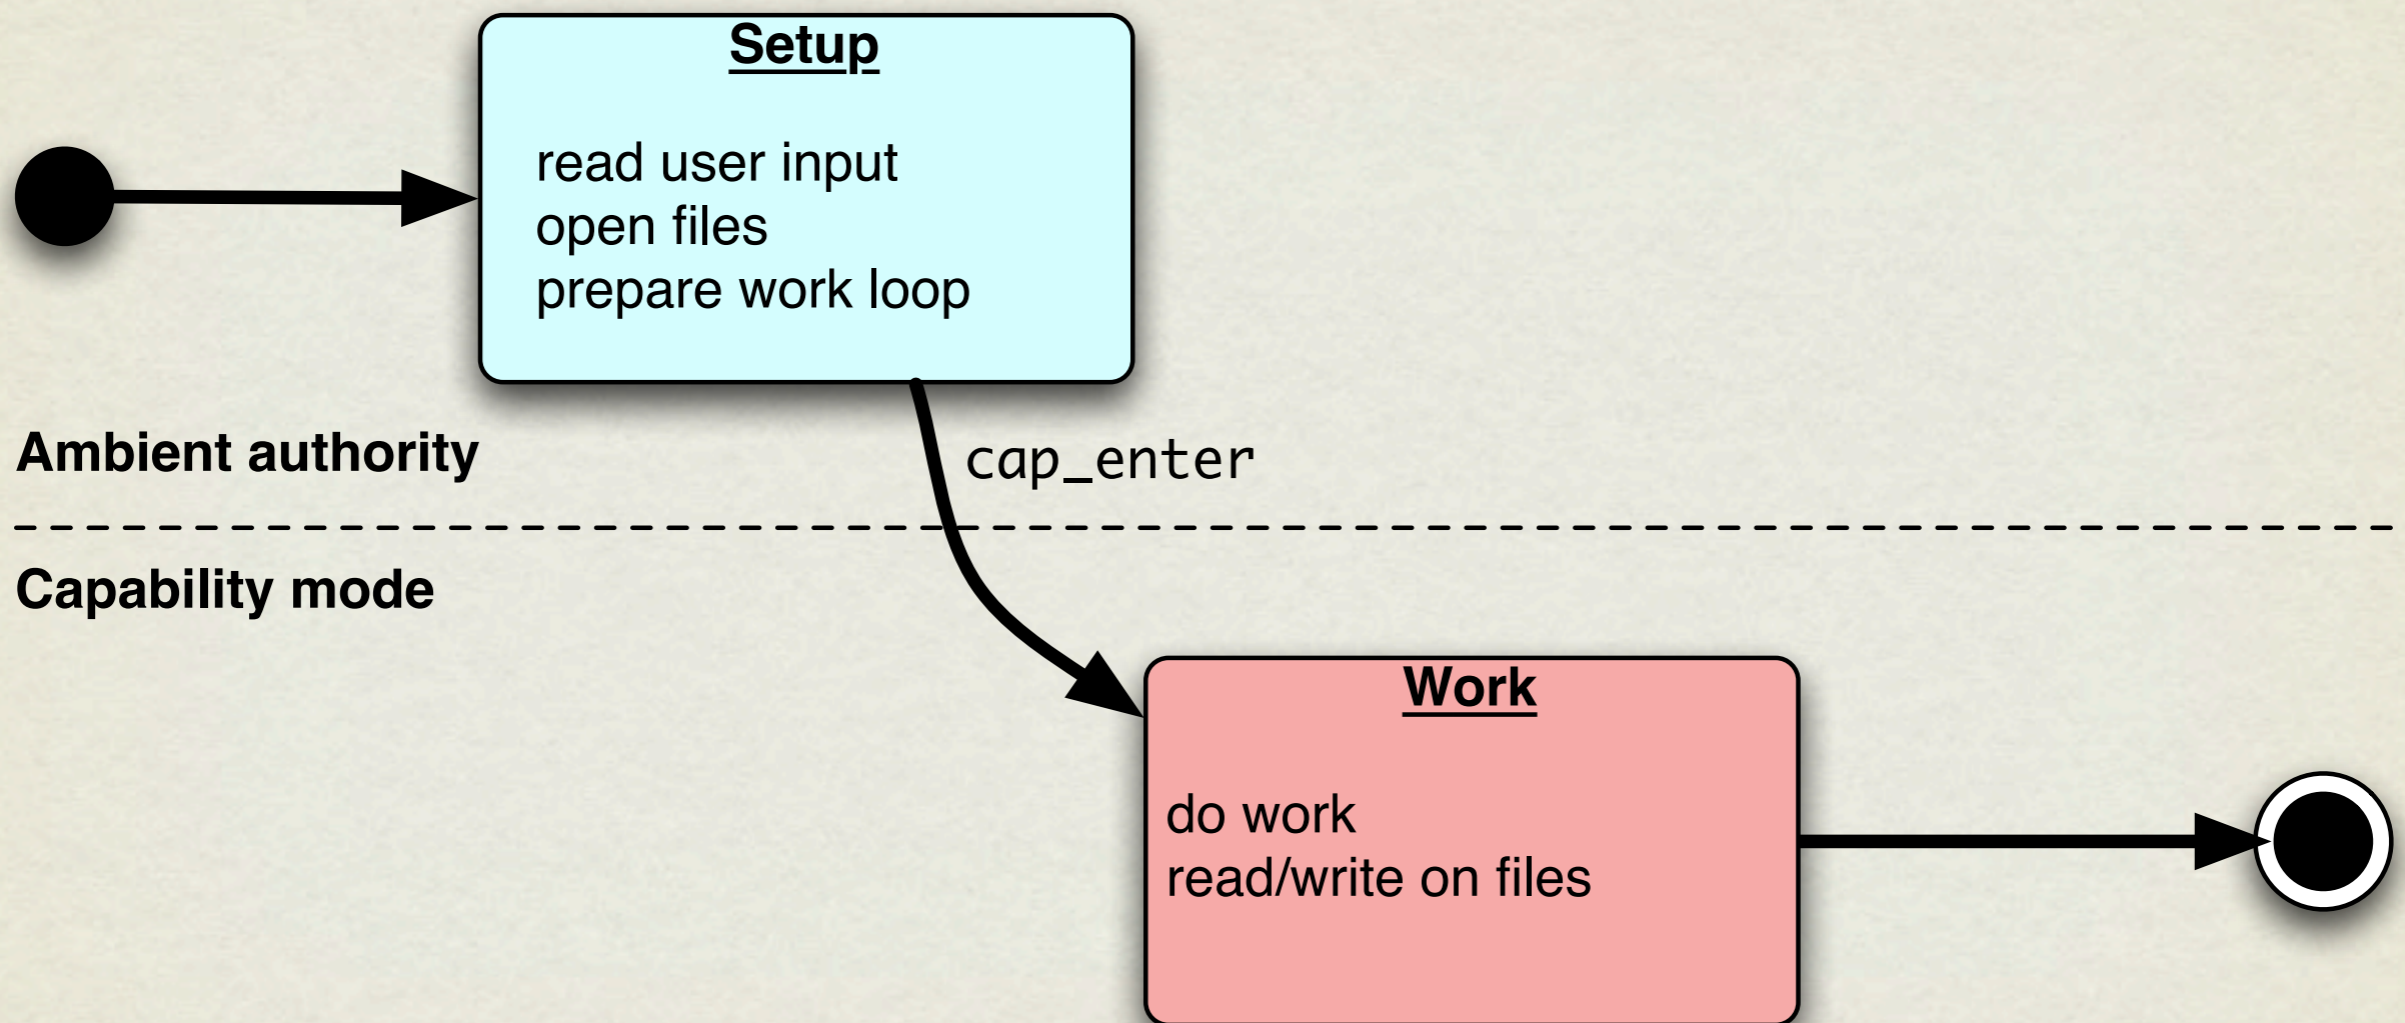 Setup
read user input
open files
prepare work loop
Ambient authority
cap_enter
Capability mode
Work
do work
read/write on files